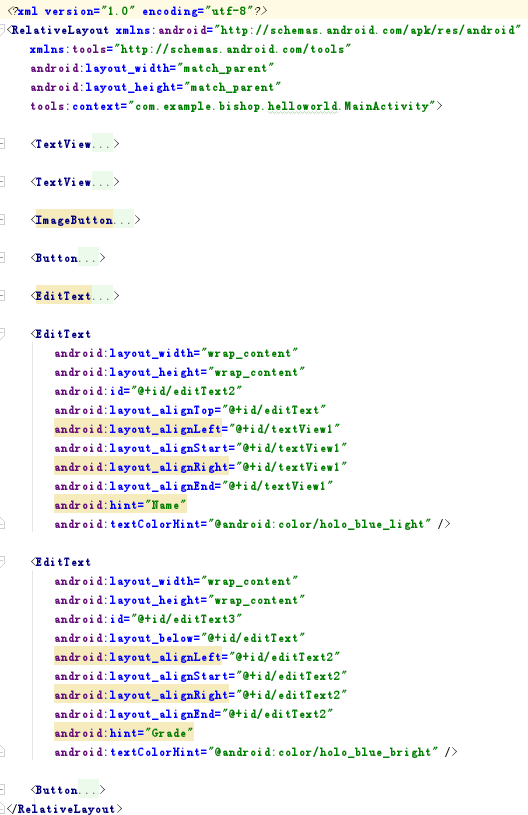 <?xml version="1.0" encoding="utf-8"?>
<RelativeLayout xmlns:android="http://schemas.android.com/apk/res/android"
xmlns:tools="http://schemas.android.com/tools"
android:layout_width="match_parent"
android:layout_height="match_parent"
tools:context="com.example.bishop.helloworld.MainActivity">
<TextView...>
<TextView...>
<ImageButton...>
<Button...>
<EditText...>
<EditText
android:layout_width="wrap_content"
android:layout_height="wrap_content"
android:id="@+id/editText2"
android:layout_alignTop="@+id/editText"
android:layout_alignLeft="@+id/textView1"
android:layout_alignStart="@+id/textView1"
android:layout_alignRight="@+id/textView1"
android:layout_alignEnd="@+id/textView1"
android:hint="Name"
android:textColorHint="@android:color/holo_blue_light" />
<EditText
android:layout_width="wrap_content"
android:layout_height="wrap_content"
android:id="@+id/editText3"
android:layout_below="@+id/editText"
android:layout_alignLeft="@+id/editText2"
android:layout_alignStart="@+id/editText2"
android:layout_alignRight="@+id/editText2"
android:layout_alignEnd="@+id/editText2"
android:hint="Grade"
android:textColorHint="@android:color/holo_blue_bright" />
<Button...>
</RelativeLayout>